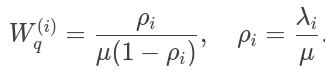 W_q^{(i)} = \frac{\rho_i}{\mu(1 - \rho_i)}, \quad \rho_i = \frac{\lambda_i}{\mu}.